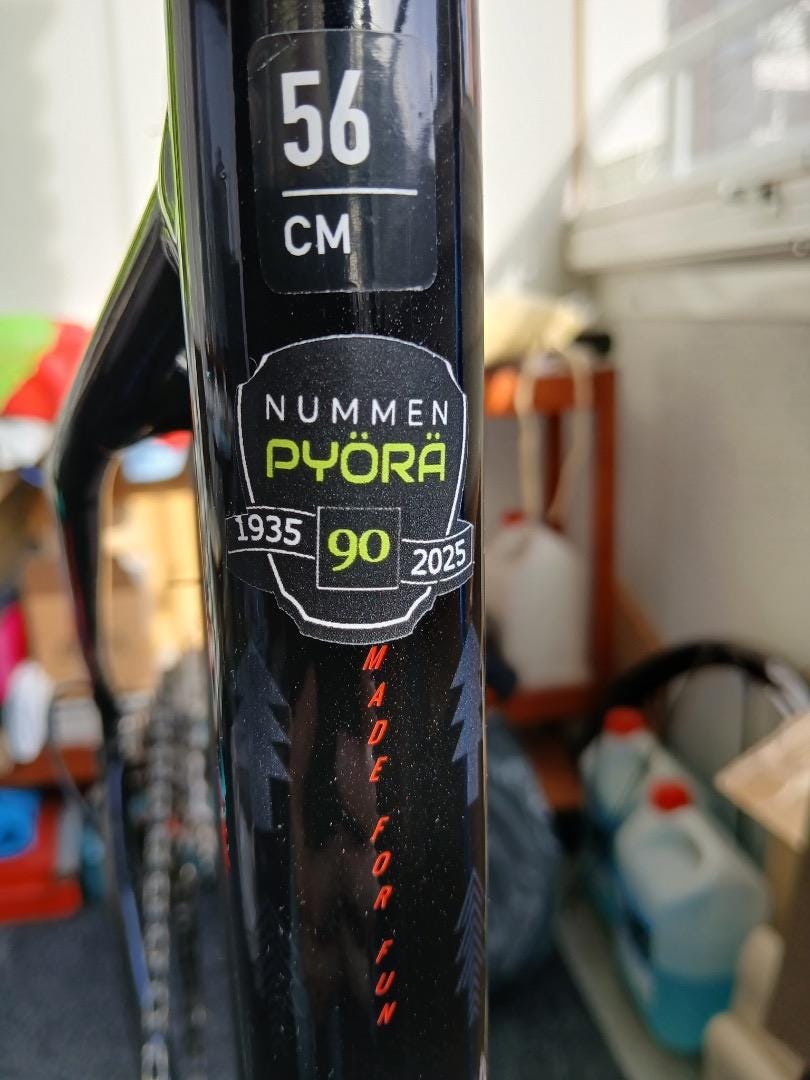 56
CM
NUMMEN
PYÖRÄ
1935 90 2025
MADE FOR FUN